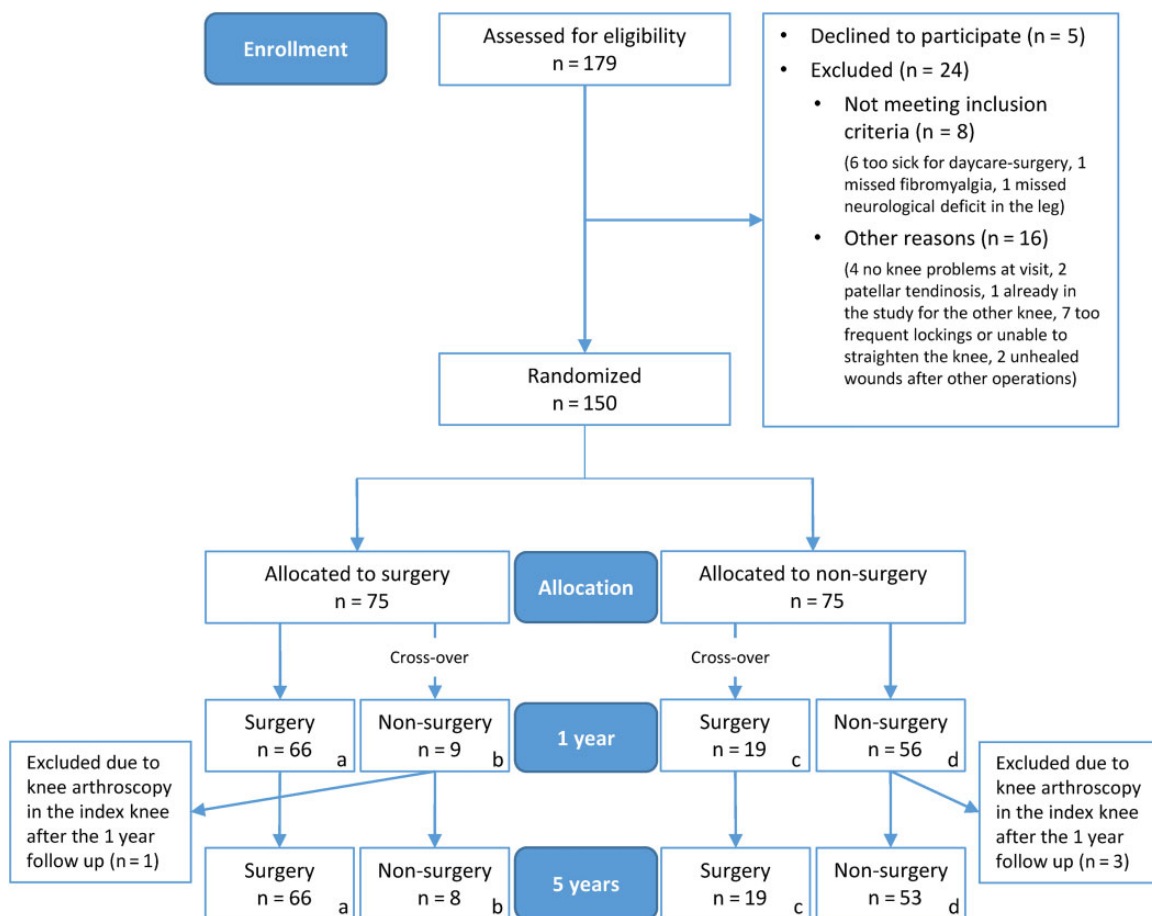 Enrollment
Assessed for eligibility
n = 179
• Declined to participate (n = 5)
• Excluded (n = 24)
• Not meeting inclusion
criteria (n = 8)
(6 too sick for daycare-surgery, 1
missed fibromyalgia, 1 missed
neurological deficit in the leg)
• Other reasons (n = 16)
(4 no knee problems at visit, 2
patellar tendinosis, 1 already in
the study for the other knee, 7 too
frequent lockings or unable to
straighten the knee, 2 unhealed
wounds after other operations)
Randomized
n = 150
Allocated to surgery
n = 75
Allocation
Allocated to non-surgery
n = 75
Cross-over
Cross-over
Surgery
n = 66
a
Non-surgery
n = 9
b
1 year
Surgery
n = 19
c
Non-surgery
n = 56
d
Excluded due to
knee arthroscopy
in the index knee
after the 1 year
follow up (n = 1)
Excluded due to
knee arthroscopy
in the index knee
after the 1 year
follow up (n = 3)
Surgery
n = 66
a
Non-surgery
n = 8
b
5 years
Surgery
n = 19
c
Non-surgery
n = 53
d